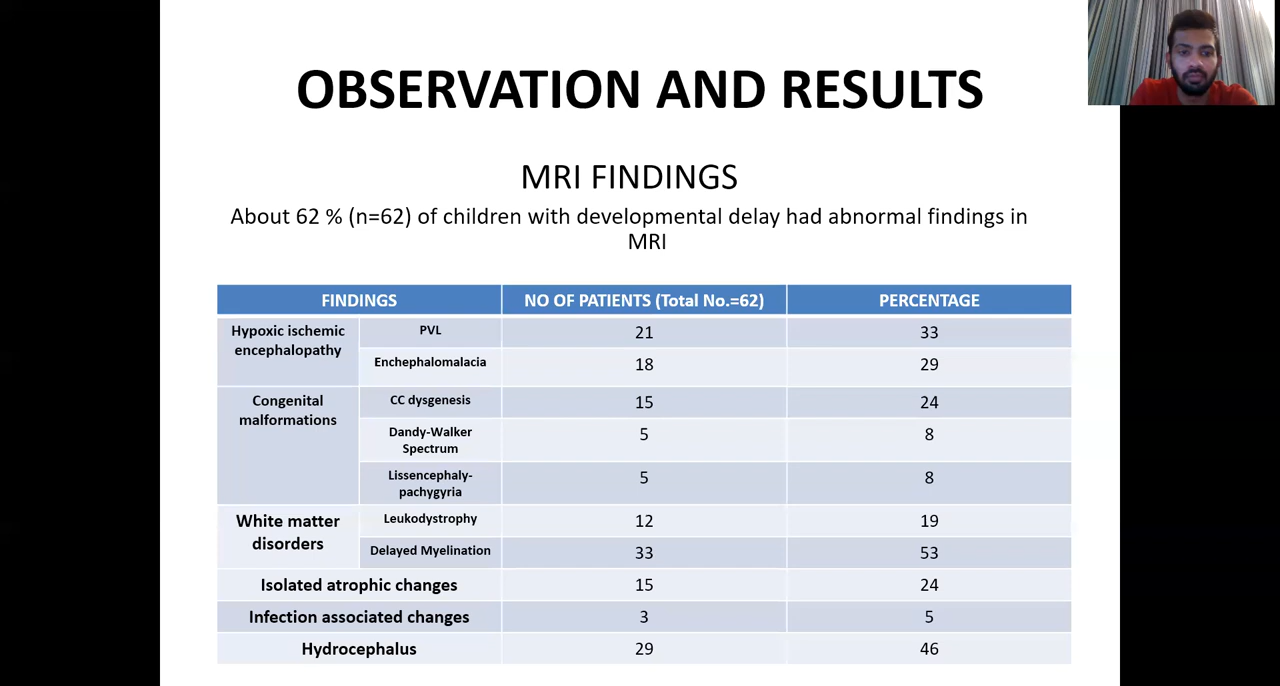 OBSERVATION AND RESULTS
MRI FINDINGS
About 62 % (n=62) of children with developmental delay had abnormal findings in
MRI
FINDINGS NO OF PATIENTS (Total No.=62) PERCENTAGE
Hypoxic ischemic
encephalopathy
PVL 21 33
Enchephalomalacia 18 29
Congenital
malformations
CC dysgenesis 15 24
Dandy-Walker
Spectrum
5 8
Lissencephaly-
pachygyria
5 8
White matter
disorders
Leukodystrophy 12 19
Delayed Myelination 33 53
Isolated atrophic changes 15 24
Infection associated changes 3 5
Hydrocephalus 29 46